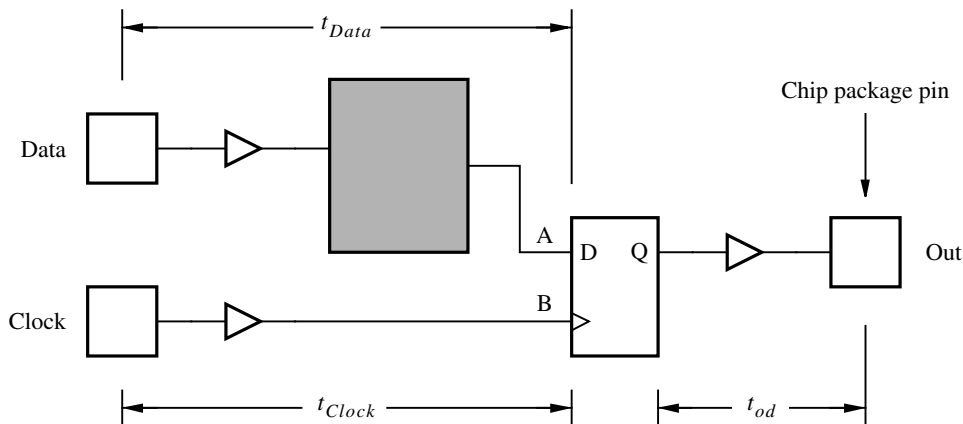 t_Data
Chip package pin
Data
A
D Q
Out
B
Clock
t_Clock
t_od